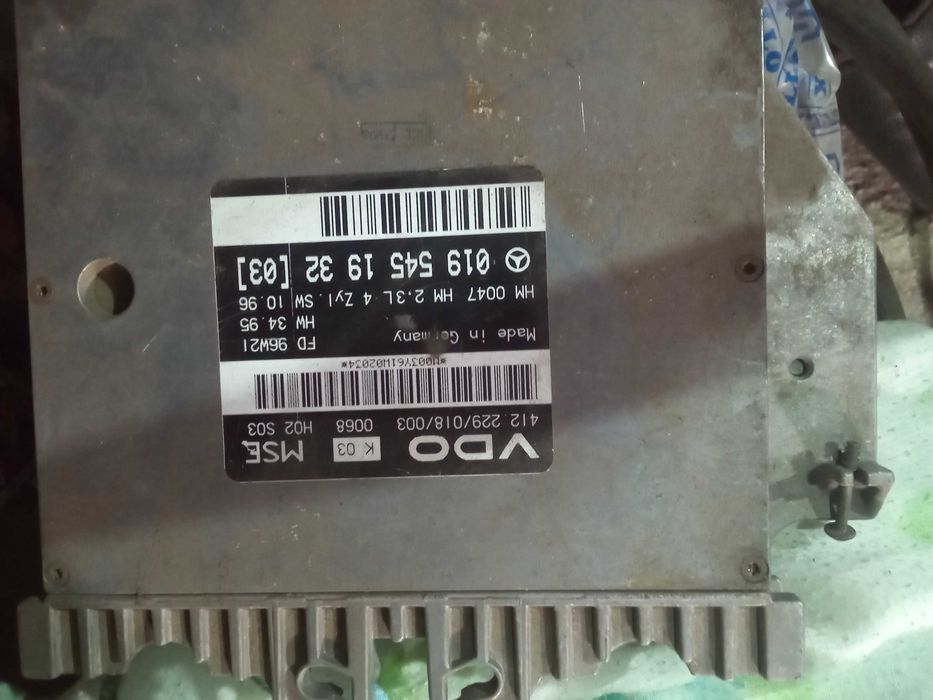 VDO K 03 MSE
412.229/018/003 0068 H02 S03
*M003Y61W02034*
Made in Germany FD 96W21
HW 34.95
HM 0047 HM 2,3L 4 Zyl. SW 10.96
019 545 19 32 [03]